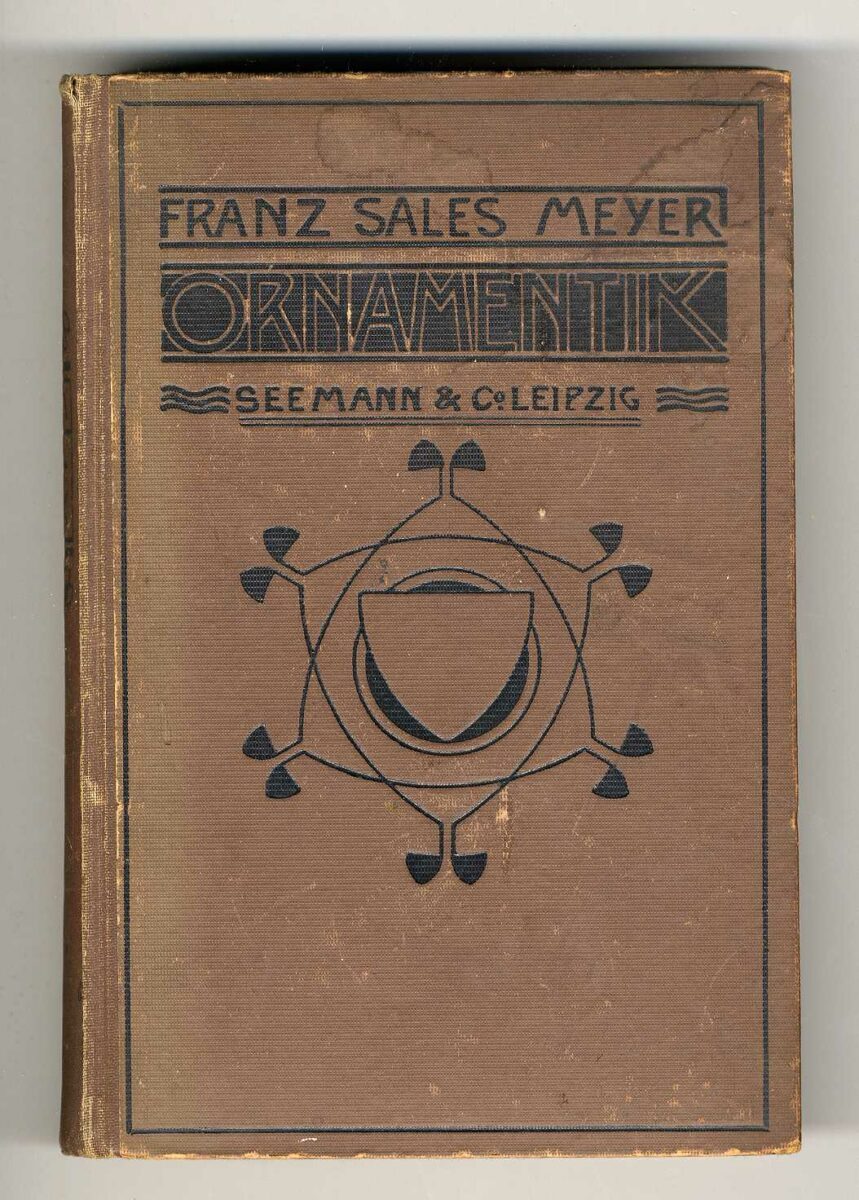 FRANZ SALES MEYER
ORNAMENTIK
SEEMANN & Co. LEIPZIG